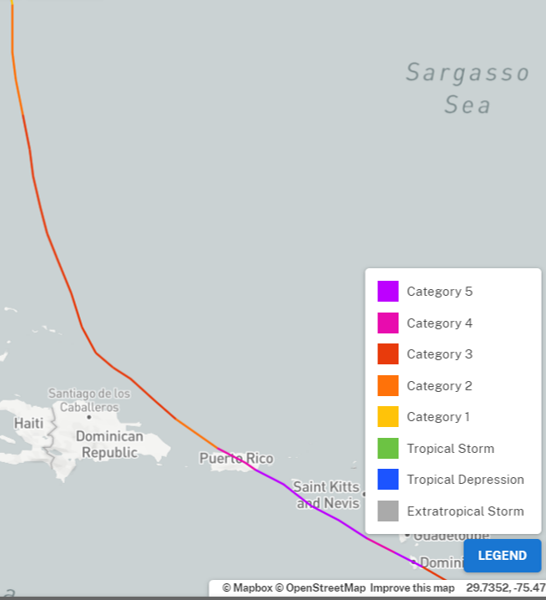 Sargasso
Sea
Category 5
Category 4
Category 3
Category 2
Category 1
Tropical Storm
Tropical Depression
Extratropical Storm
Santiago de los
Caballeros
Haiti
Dominican
Republic
Puerto Rico
Saint Kitts
and Nevis
Guadeloupe
LEGEND
Domini
© Mapbox © OpenStreetMap Improve this map 29.7352, -75.47